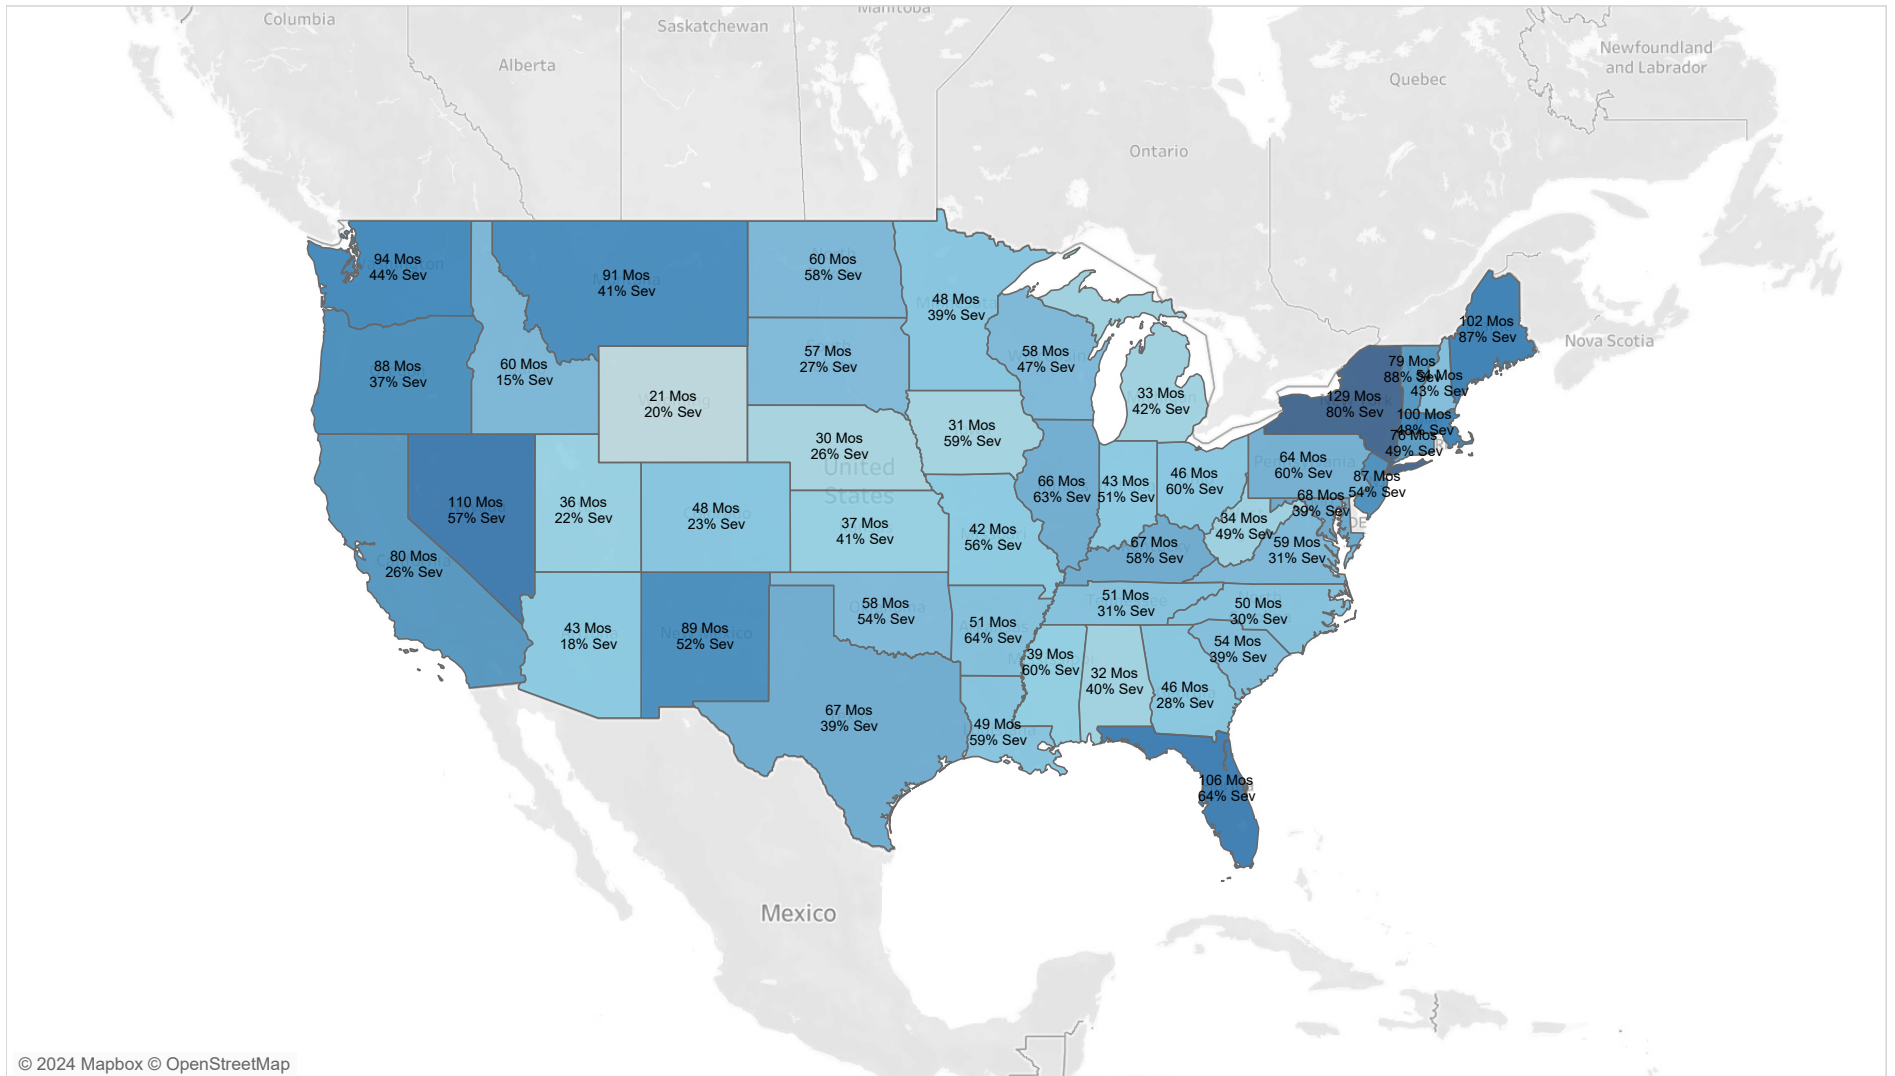 Columbia
Manitoba
Saskatchewan
Alberta
Newfoundland
and Labrador
Quebec
Ontario
Nova Scotia
94 Mos
44% Sev
91 Mos
41% Sev
60 Mos
58% Sev
48 Mos
39% Sev
102 Mos
87% Sev
88 Mos
37% Sev
60 Mos
15% Sev
57 Mos
27% Sev
58 Mos
47% Sev
79 Mos
88% Sev
Mos
43% Sev
21 Mos
20% Sev
33 Mos
42% Sev
129 Mos
80% Sev
100 Mos
48% Sev
30 Mos
26% Sev
31 Mos
59% Sev
76 Mos
49% Sev
United
States
64 Mos
60% Sev
87 Mos
54% Sev
110 Mos
57% Sev
36 Mos
22% Sev
48 Mos
23% Sev
66 Mos
63% Sev
43 Mos
51% Sev
46 Mos
60% Sev
68 Mos
39% Sev
DE
37 Mos
41% Sev
42 Mos
56% Sev
34 Mos
49% Sev
67 Mos
58% Sev
59 Mos
31% Sev
80 Mos
26% Sev
58 Mos
54% Sev
51 Mos
31% Sev
50 Mos
30% Sev
43 Mos
18% Sev
89 Mos
52% Sev
51 Mos
64% Sev
54 Mos
39% Sev
39 Mos
60% Sev
32 Mos
40% Sev
46 Mos
28% Sev
67 Mos
39% Sev
49 Mos
59% Sev
106 Mos
64% Sev
Mexico
© 2024 Mapbox © OpenStreetMap